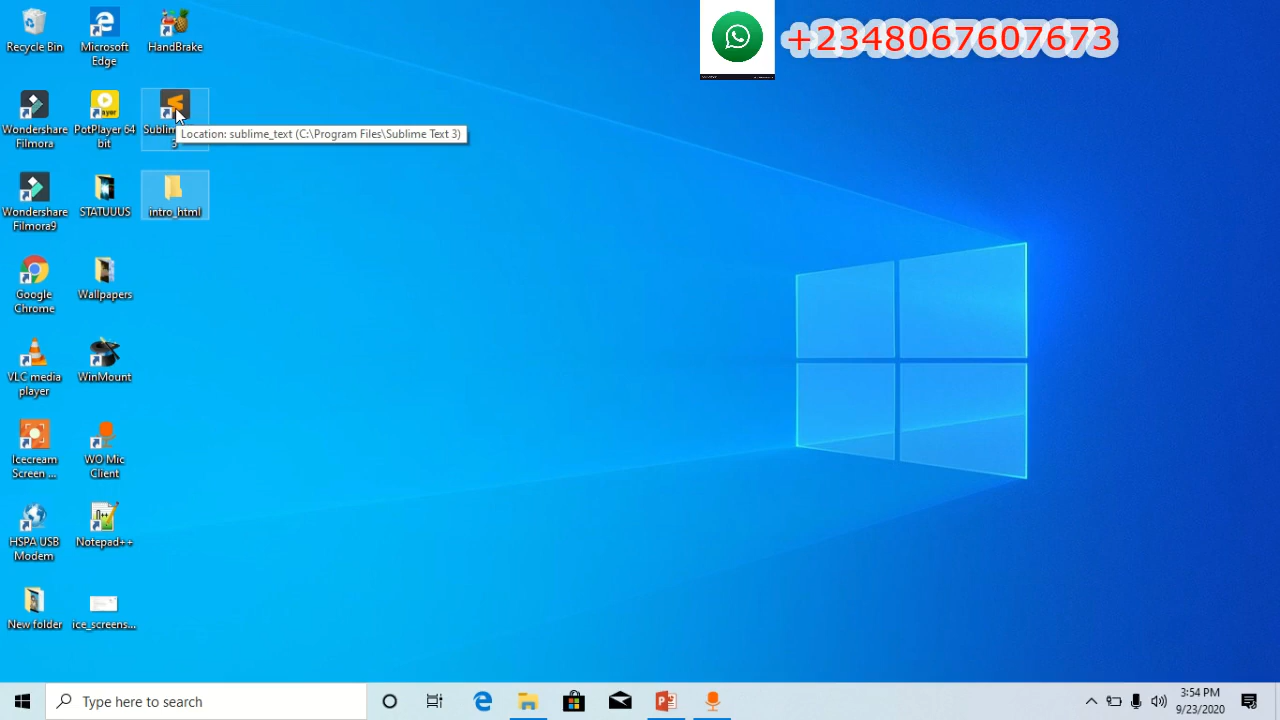 Recycle Bin
Microsoft
Edge
HandBrake
+2348067607673
Wondershare
Filmora
PotPlayer 64
bit
Sublim
Location: sublime_text (C:\Program Files\Sublime Text 3)
Wondershare
Filmora9
STATUUUS
intro_html
Google
Chrome
Wallpapers
VLC media
player
WinMount
Icecream
Screen ...
WO Mic
Client
HSPA USB
Modem
Notepad++
New folder
ice_screens...
Type here to search
3:54 PM
9/23/2020